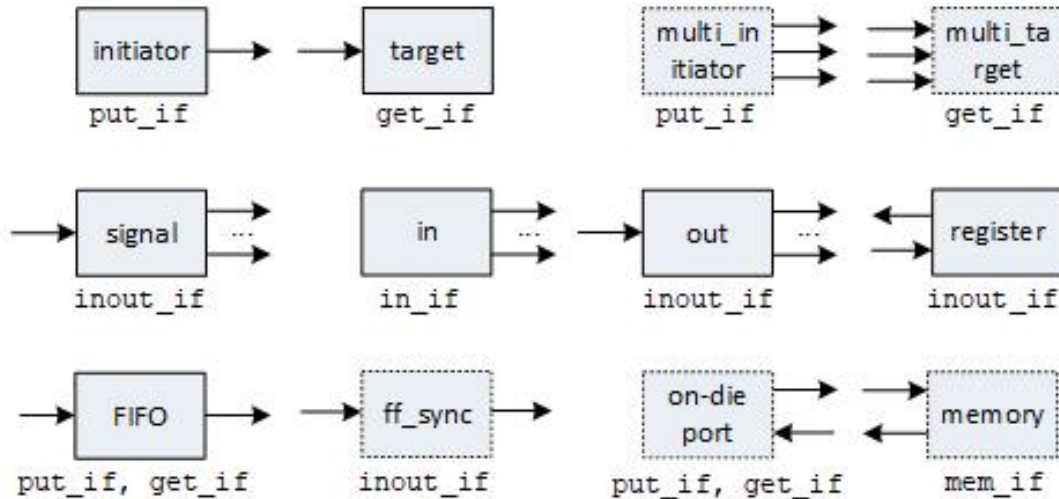 initiator
put_if
target
get_if
multi_in
itiator
put_if
multi_ta
rget
get_if
signal
...
inout_if
in
...
in_if
out
...
inout_if
register
inout_if
FIFO
put_if, get_if
ff_sync
inout_if
on-die
port
put_if, get_if
memory
mem_if